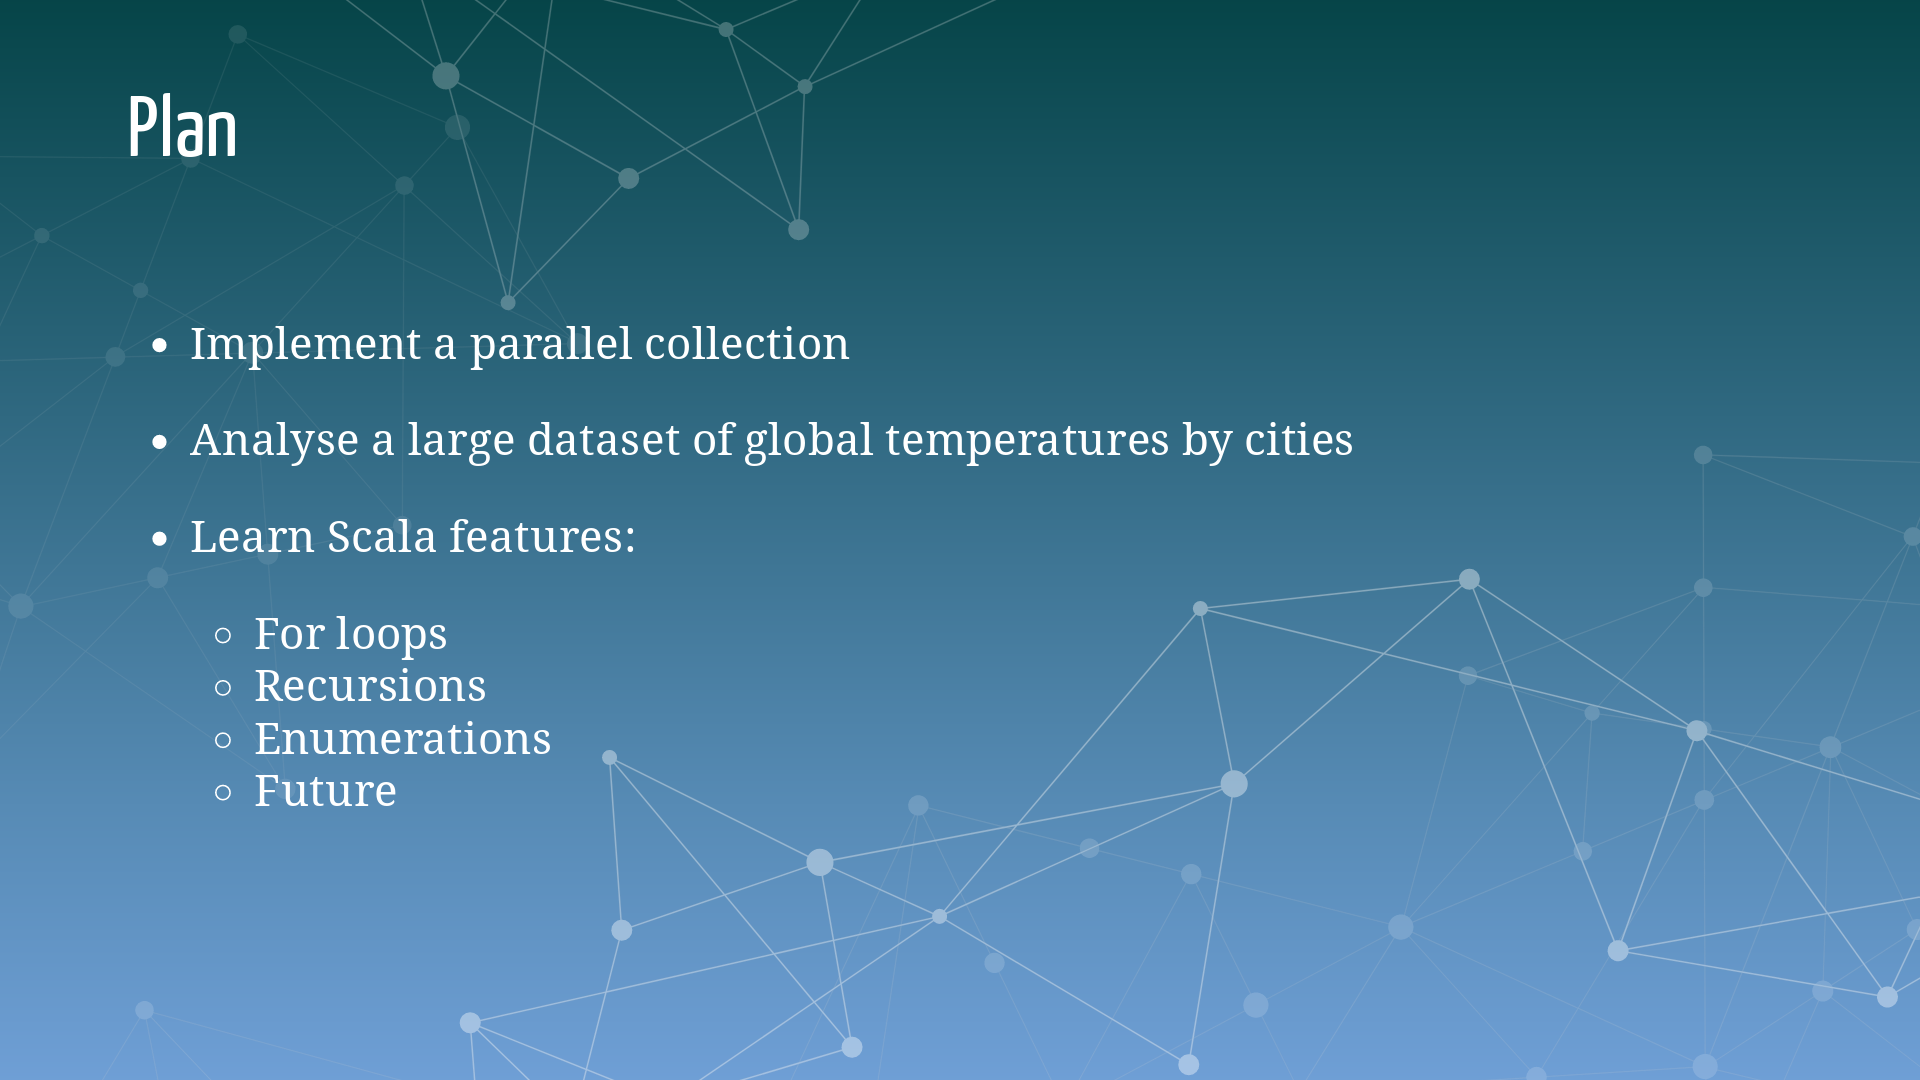 Plan
• Implement a parallel collection
• Analyse a large dataset of global temperatures by cities
• Learn Scala features:
○ For loops
○ Recursions
○ Enumerations
○ Future